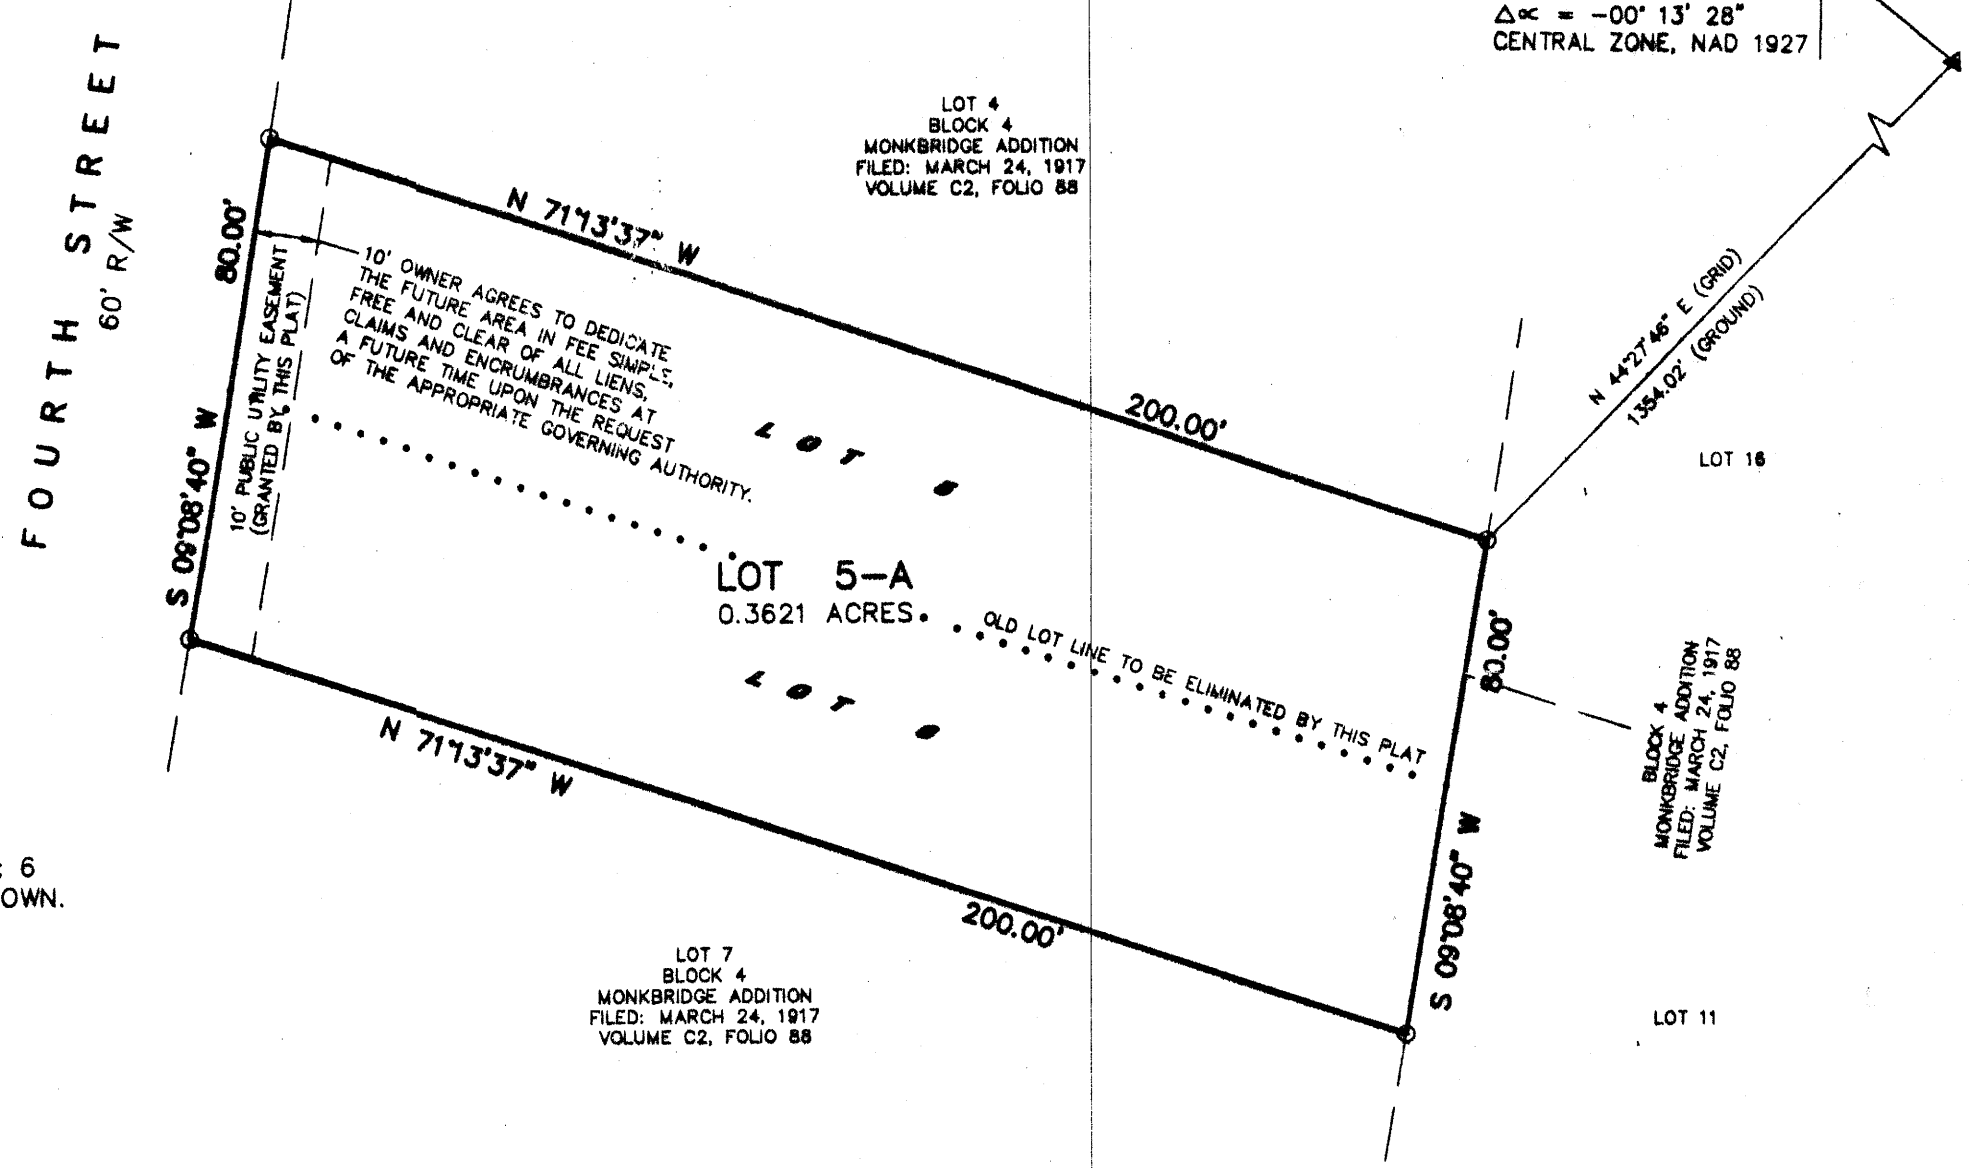 Δ∝ = -00° 13' 28"
CENTRAL ZONE, NAD 1927
FOURTH STREET
60' R/W
LOT 4
BLOCK 4
MONKBRIDGE ADDITION
FILED: MARCH 24, 1917
VOLUME C2, FOLIO 88
N 71°13'37" W
200.00'
80.00'
S 09°08'40" W
10' PUBLIC UTILITY EASEMENT
(GRANTED BY THIS PLAT)
10' OWNER AGREES TO DEDICATE
THE FUTURE AREA IN FEE SIMPLE,
FREE AND CLEAR OF ALL LIENS,
CLAIMS AND ENCRUMBRANCES AT
A FUTURE TIME UPON THE REQUEST
OF THE APPROPRIATE GOVERNING AUTHORITY.
LOT 5
N 44°27'46" E (GRID)
1354.02' (GROUND)
LOT 16
LOT 5-A
0.3621 ACRES
OLD LOT LINE TO BE ELIMINATED BY THIS PLAT
LOT 6
80.00'
S 09°08'40" W
BLOCK 4
MONKBRIDGE ADDITION
FILED: MARCH 24, 1917
VOLUME C2, FOLIO 88
N 71°13'37" W
200.00'
6
OWN.
LOT 7
BLOCK 4
MONKBRIDGE ADDITION
FILED: MARCH 24, 1917
VOLUME C2, FOLIO 88
LOT 11